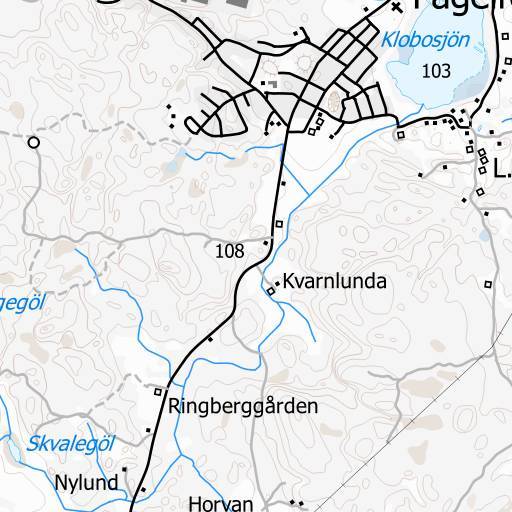 Klobosjön
103
108
Kvarnlunda
Ringberggården
Skvalegöl
Nylund
Horvan